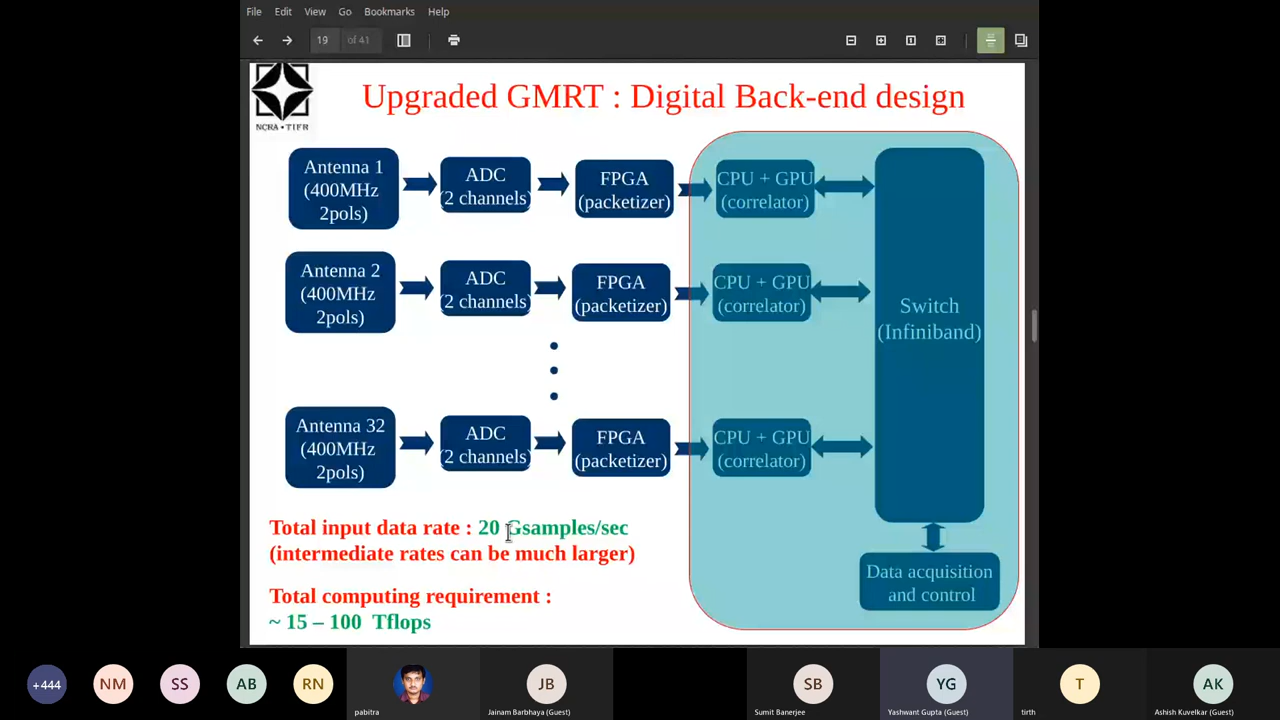 File Edit View Go Bookmarks Help
19 of 41
NCRA • TIFR
Upgraded GMRT : Digital Back-end design
Antenna 1
(400MHz
2pols)
ADC
(2 channels)
FPGA
(packetizer)
CPU + GPU
(correlator)
Antenna 2
(400MHz
2pols)
ADC
(2 channels)
FPGA
(packetizer)
CPU + GPU
(correlator)
Switch
(Infiniband)
Antenna 32
(400MHz
2pols)
ADC
(2 channels)
FPGA
(packetizer)
CPU + GPU
(correlator)
Total input data rate : 20 Gsamples/sec
(intermediate rates can be much larger)
Data acquisition
and control
Total computing requirement :
~ 15 – 100 Tflops
+444 NM SS AB RN JB SB YG T AK
pabitra Jainam Barbhaya (Guest) Sumit Banerjee Yashwant Gupta (Guest) tirth Ashish Kuvelkar (Guest)